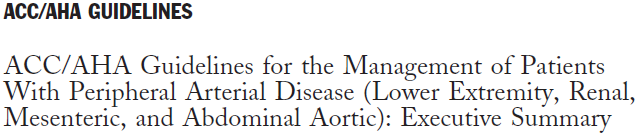 ACC/AHA GUIDELINES
ACC/AHA Guidelines for the Management of Patients
With Peripheral Arterial Disease (Lower Extremity, Renal,
Mesenteric, and Abdominal Aortic): Executive Summary